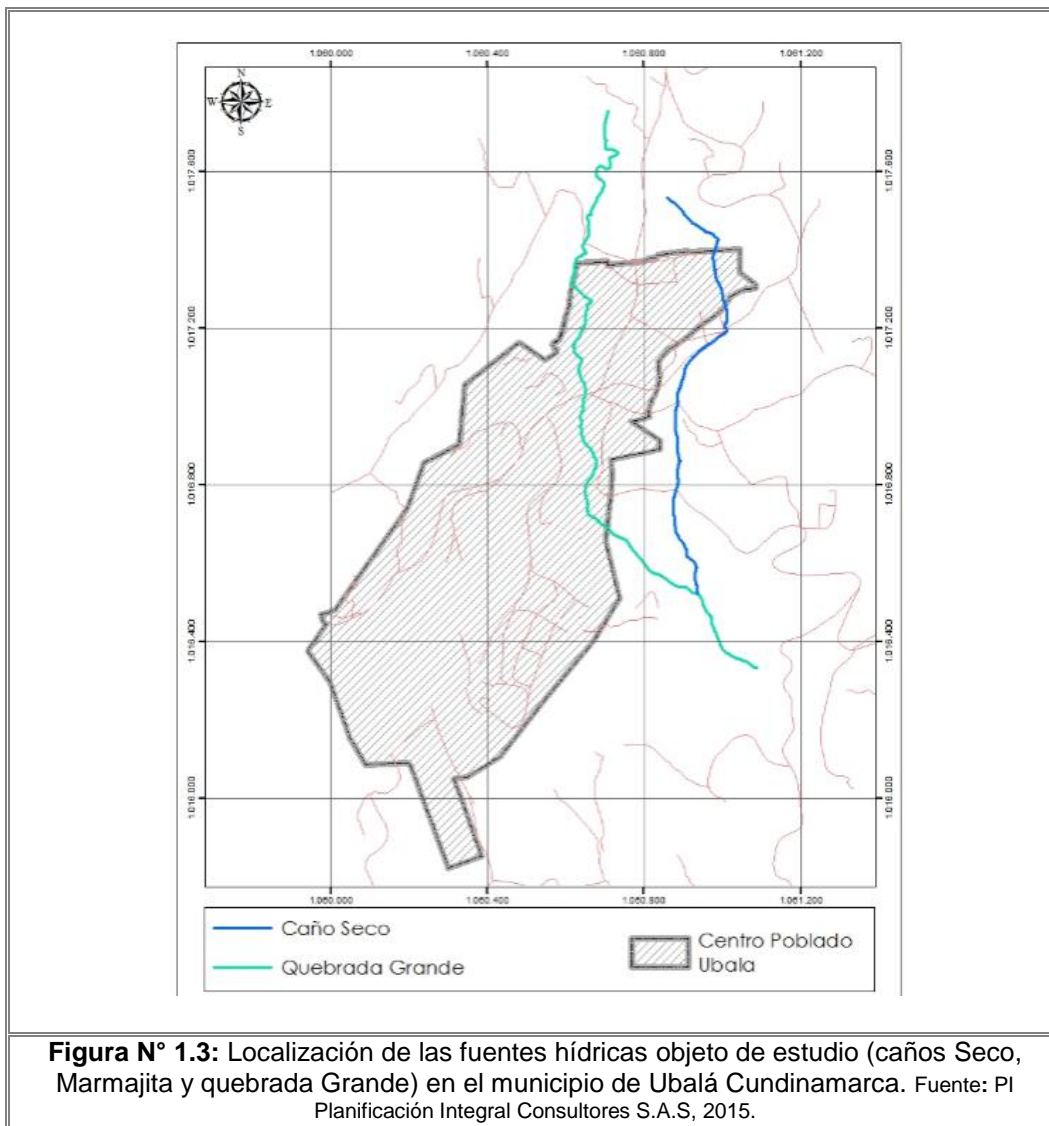 1.060.000 1.060.400 1.060.800 1.061.200
N
W E
S
1.017.600 1.017.600
1.017.200 1.017.200
1.016.800 1.016.800
1.016.400 1.016.400
1.016.000 1.016.000
1.060.000 1.060.400 1.060.800 1.061.200
Caño Seco
Quebrada Grande
Centro Poblado
Ubala
Figura N° 1.3: Localización de las fuentes hídricas objeto de estudio (caños Seco,
Marmajita y quebrada Grande) en el municipio de Ubalá Cundinamarca. Fuente: PI
Planificación Integral Consultores S.A.S, 2015.